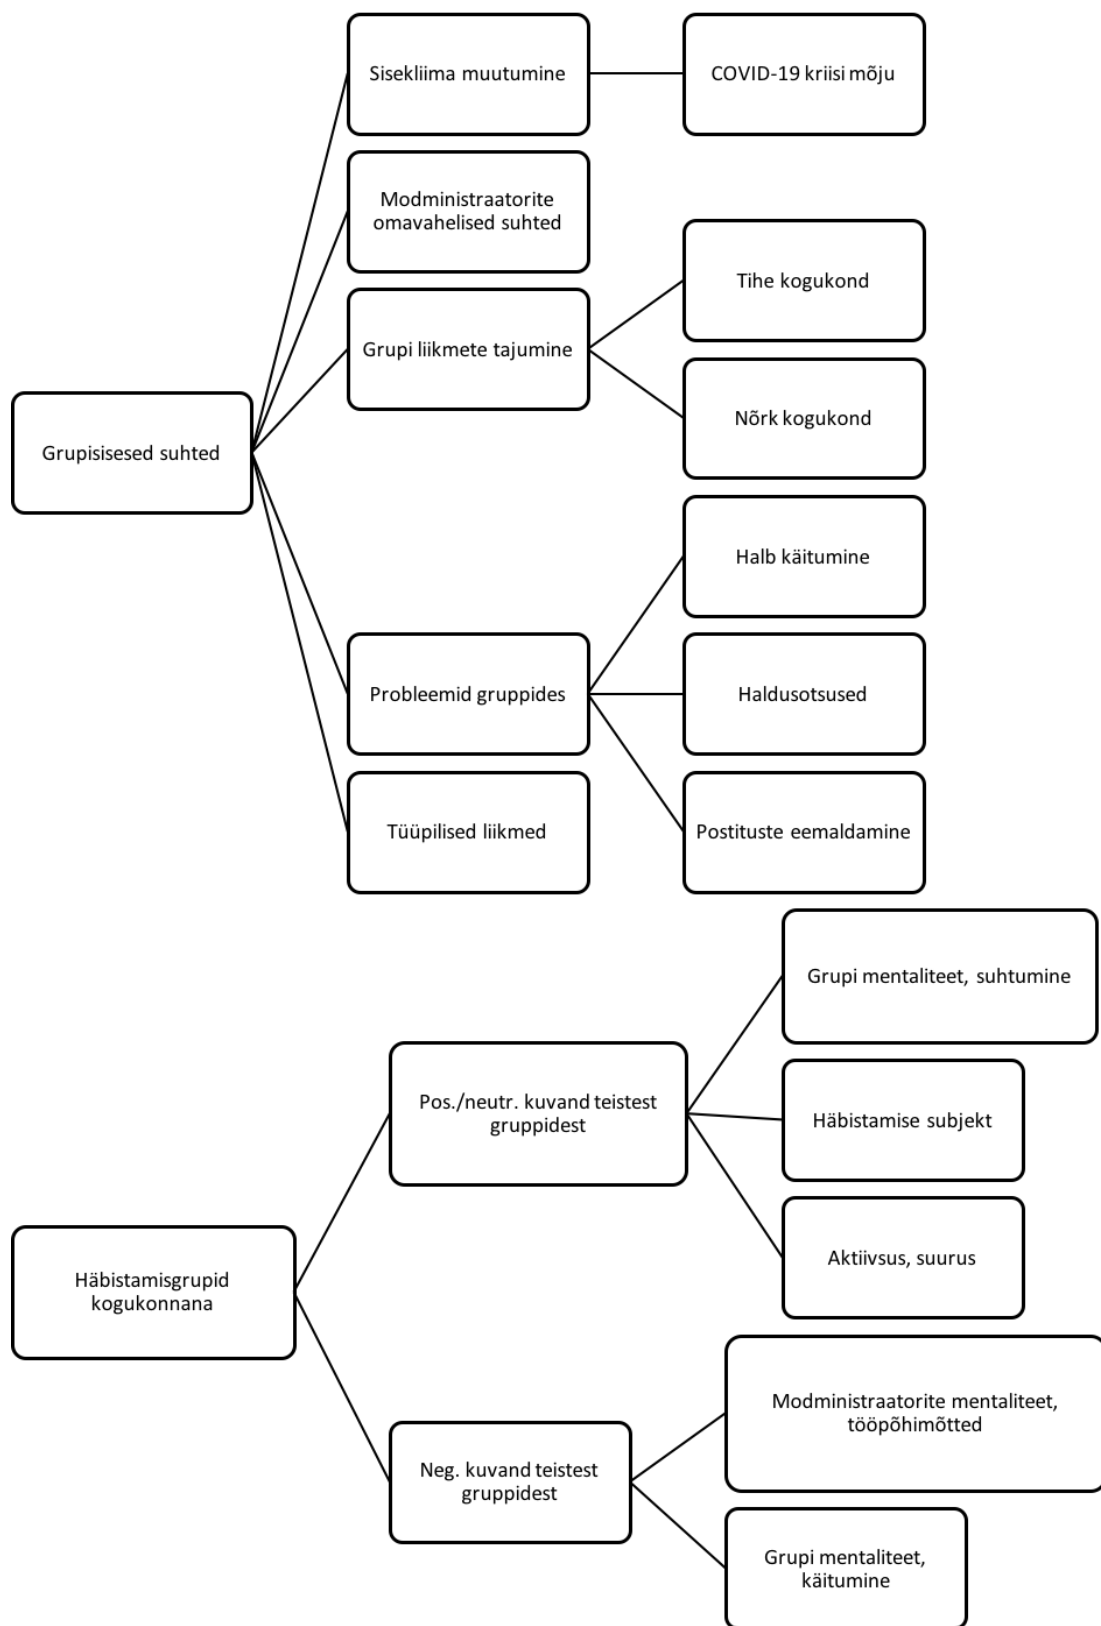 Sisekliima muutumine
COVID-19 kriisi mõju
Modministraatorite
omavahelised suhted
Tihe kogukond
Grupi liikmete tajumine
Nõrk kogukond
Grupisisesed suhted
Halb käitumine
Probleemid gruppides
Haldusotsused
Tüüpilised liikmed
Postituste eemaldamine
Grupi mentaliteet, suhtumine
Pos./neutr. kuvand teistest
gruppidest
Häbistamise subjekt
Aktiivsus, suurus
Häbistamisgrupid
kogukonnana
Modministraatorite mentaliteet,
tööpõhimõtted
Neg. kuvand teistest
gruppidest
Grupi mentaliteet,
käitumine